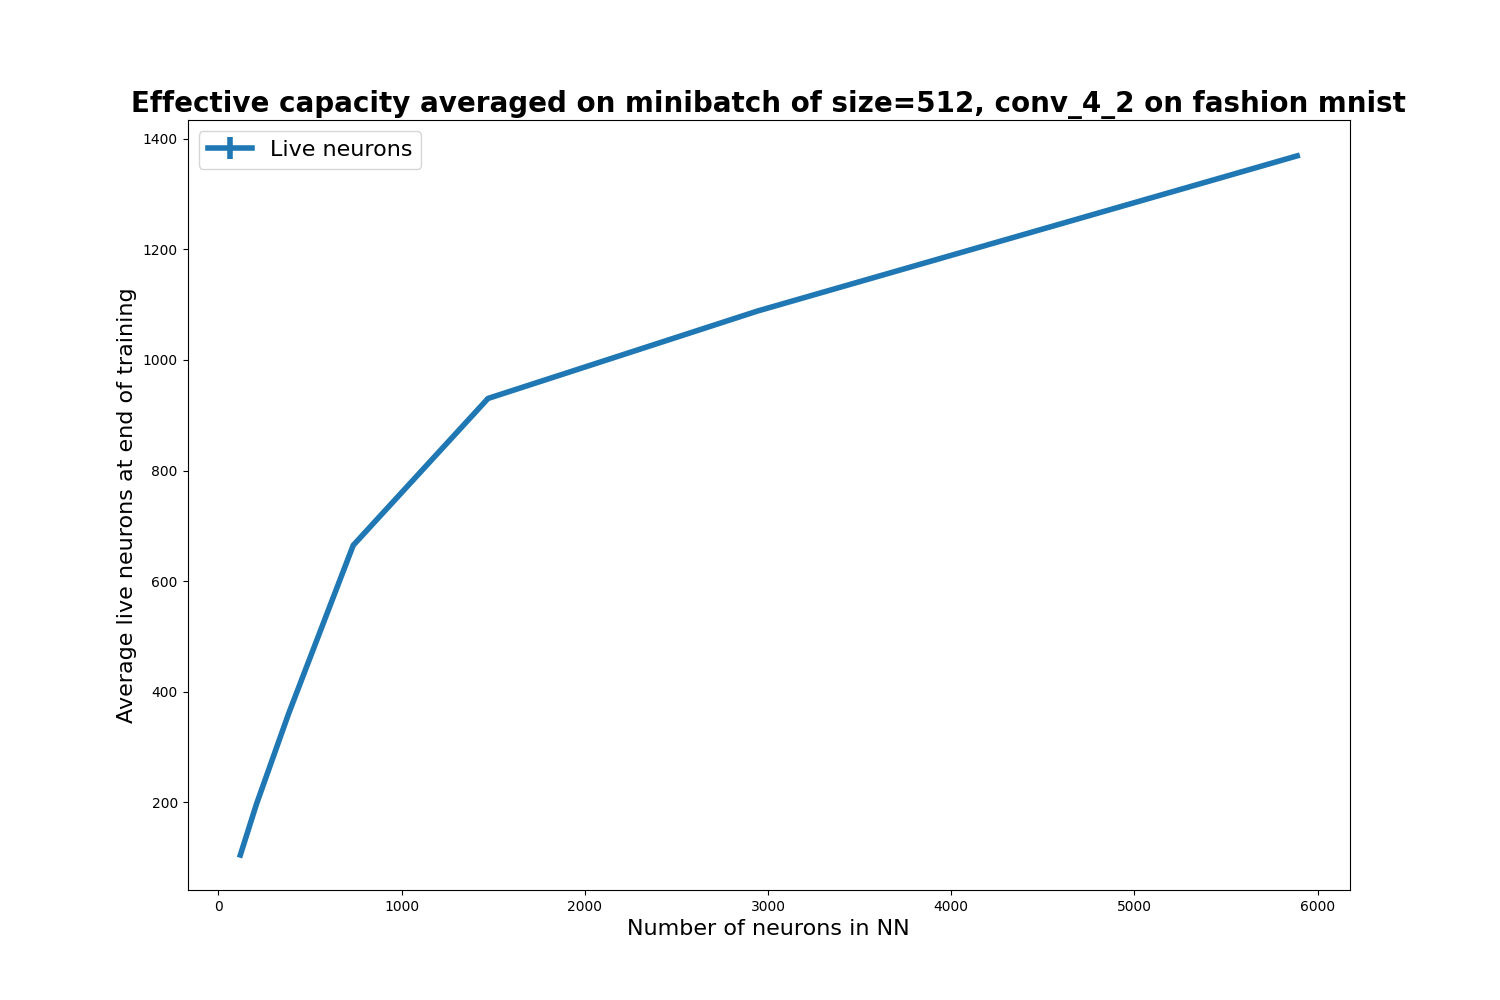 Effective capacity averaged on minibatch of size=512, conv_4_2 on fashion mnist
Live neurons
1400
1200
1000
800
600
400
200
Average live neurons at end of training
0 1000 2000 3000 4000 5000 6000
Number of neurons in NN